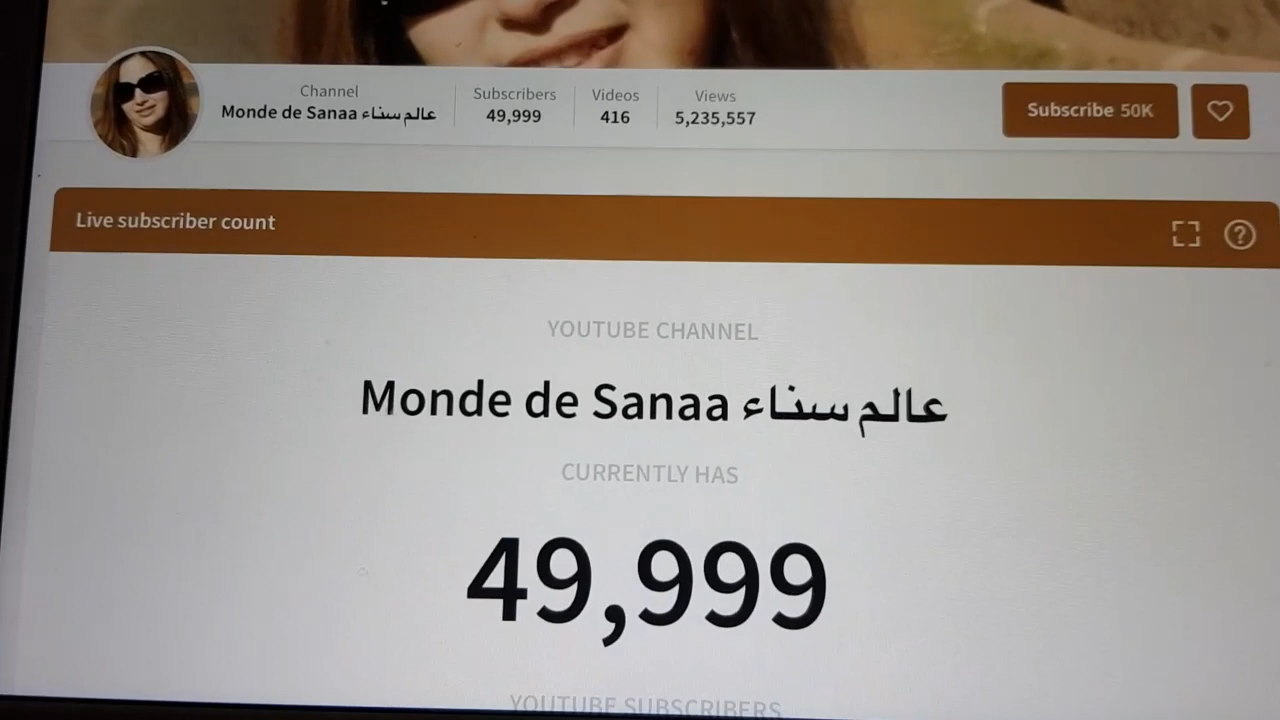 Channel
Monde de Sanaa عالم سناء
Subscribers
49,999
Videos
416
Views
5,235,557
Subscribe 50K
Live subscriber count
YOUTUBE CHANNEL
Monde de Sanaa عالم سناء
CURRENTLY HAS
49,999
YOUTUBE SUBSCRIBERS